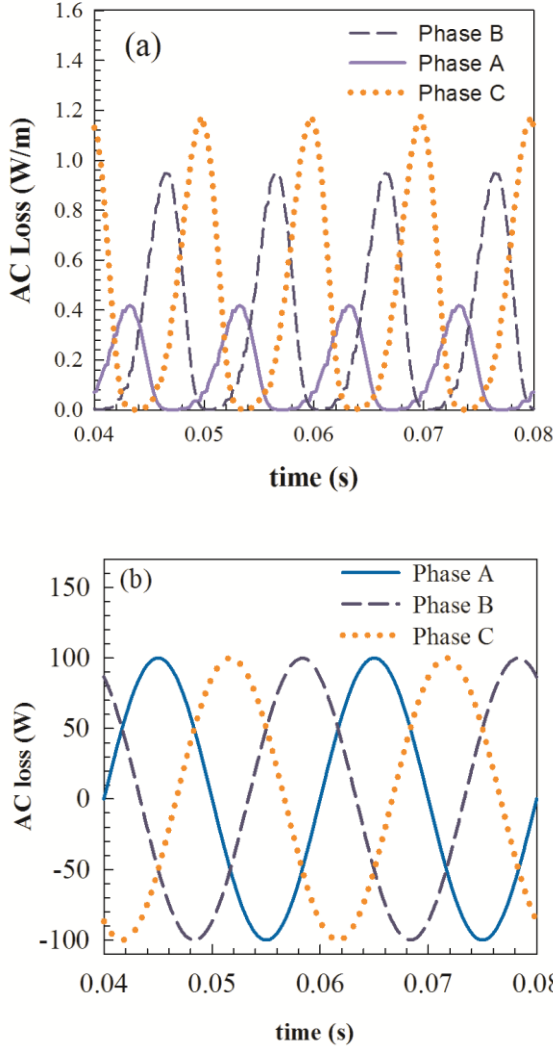 1.6
(a)
Phase B
1.4
Phase A
1.2
Phase C
1.0
0.8
0.6
0.4
0.2
0.0
AC Loss (W/m)
0.04 0.05 0.06 0.07 0.08
time (s)
150
(b)
Phase A
Phase B
100
Phase C
50
0
-50
-100
AC loss (W)
0.04 0.05 0.06 0.07 0.08
time (s)